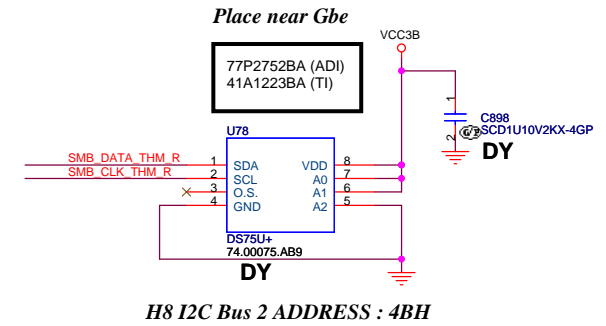 Place near Gbe
VCC3B
77P2752BA (ADI)
41A1223BA (TI)
U78
1
C898
SCD1U10V2KX-4GP
2
DY
SMB_DATA_THM_R 1 SDA VDD 8
SMB_CLK_THM_R 2 SCL A0 7
3 O.S. A1 6
4 GND A2 5
DS75U+
74.00075.AB9
DY
H8 I2C Bus 2 ADDRESS : 4BH